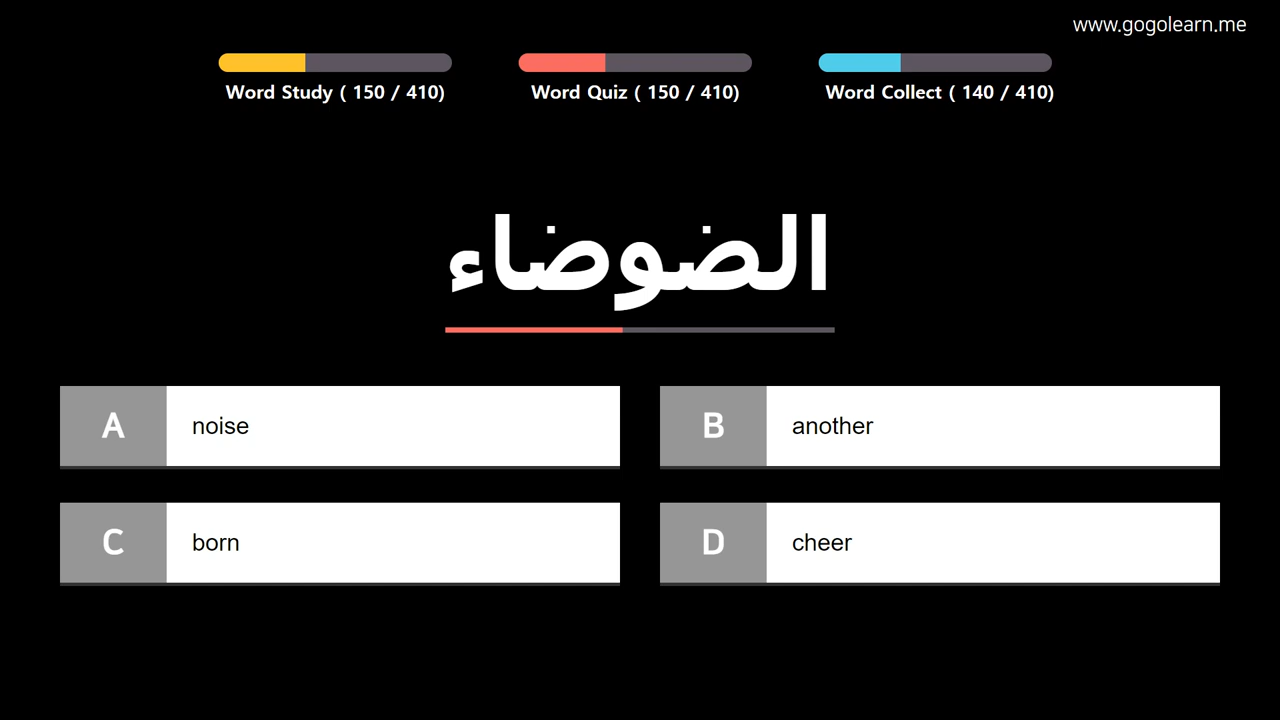 www.gogolearn.me
Word Study ( 150 / 410)
Word Quiz ( 150 / 410)
Word Collect ( 140 / 410)
الضوضاء
A noise
B another
C born
D cheer